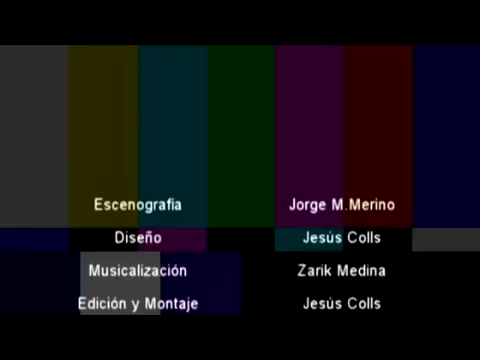 Escenografía Jorge M.Merino
Diseño Jesús Colls
Musicalización Zarik Medina
Edición y Montaje Jesús Colls